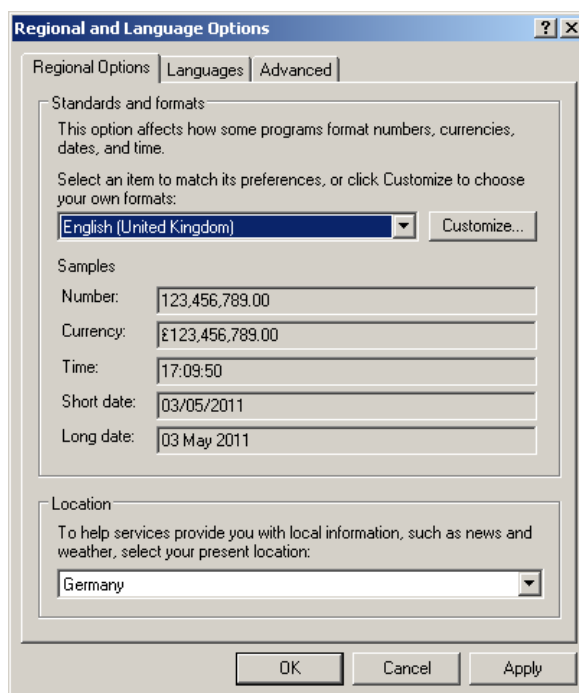 Regional and Language Options
Regional Options Languages Advanced
Standards and formats
This option affects how some programs format numbers, currencies,
dates, and time.
Select an item to match its preferences, or click Customize to choose
your own formats:
English (United Kingdom) Customize...
Samples
Number: 123,456,789.00
Currency: £123,456,789.00
Time: 17:09:50
Short date: 03/05/2011
Long date: 03 May 2011
Location
To help services provide you with local information, such as news and
weather, select your present location:
Germany
OK Cancel Apply